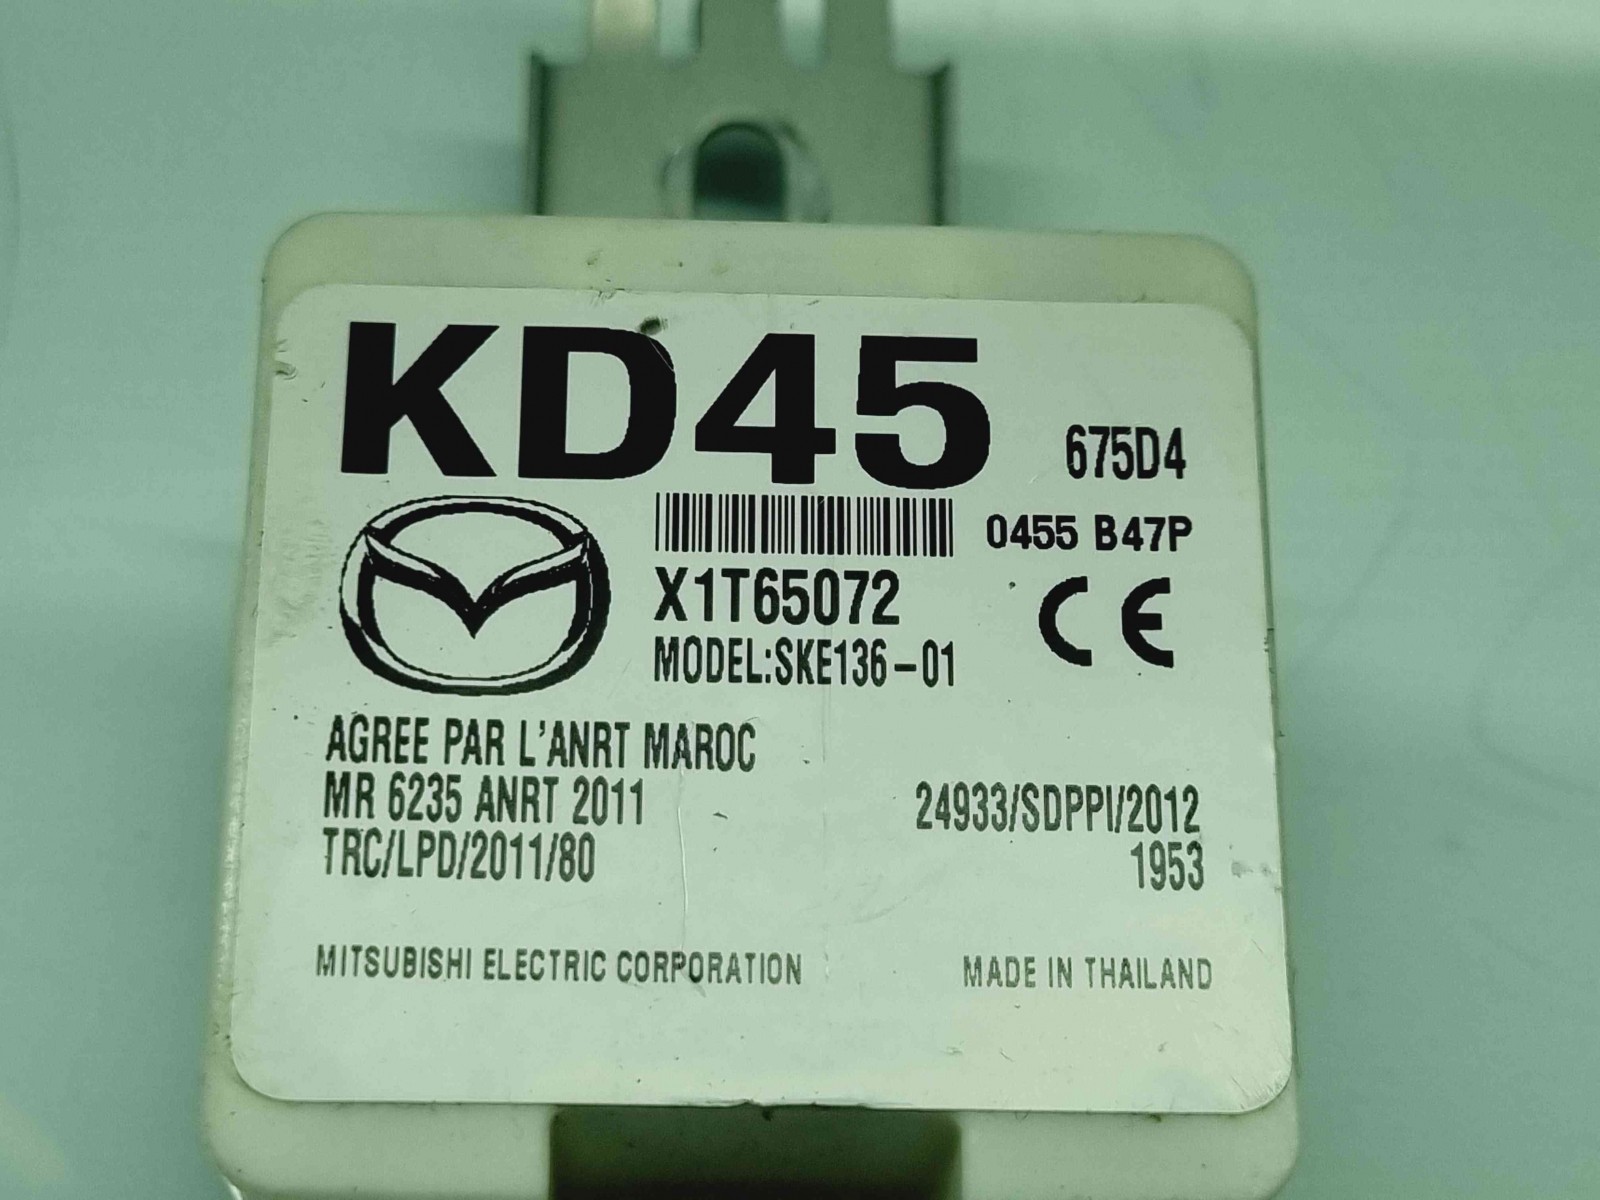 KD45 675D4
0455 B47P
X1T65072
MODEL:SKE136-01 CE
AGREE PAR L'ANRT MAROC
MR 6235 ANRT 2011 24933/SDPPI/2012
TRC/LPD/2011/80 1953
MITSUBISHI ELECTRIC CORPORATION MADE IN THAILAND